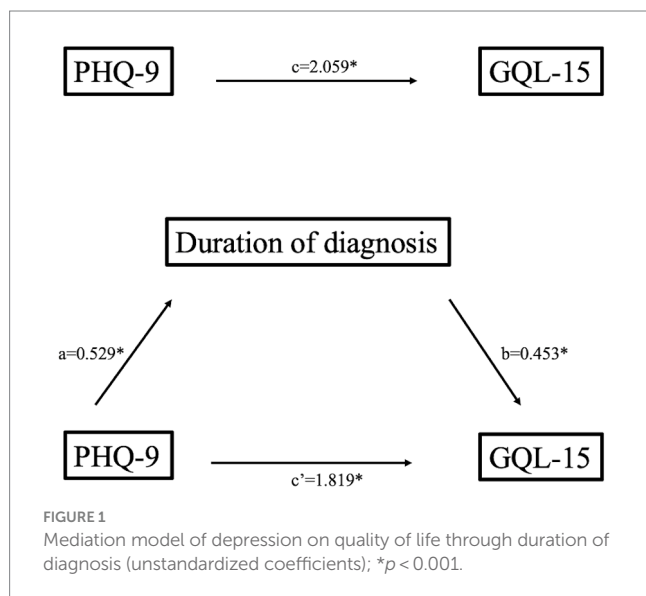 PHQ-9
c=2.059*
GQL-15
Duration of diagnosis
a=0.529*
b=0.453*
PHQ-9
GQL-15
c’=1.819*
FIGURE 1
Mediation model of depression on quality of life through duration of
diagnosis (unstandardized coefficients); *p < 0.001.